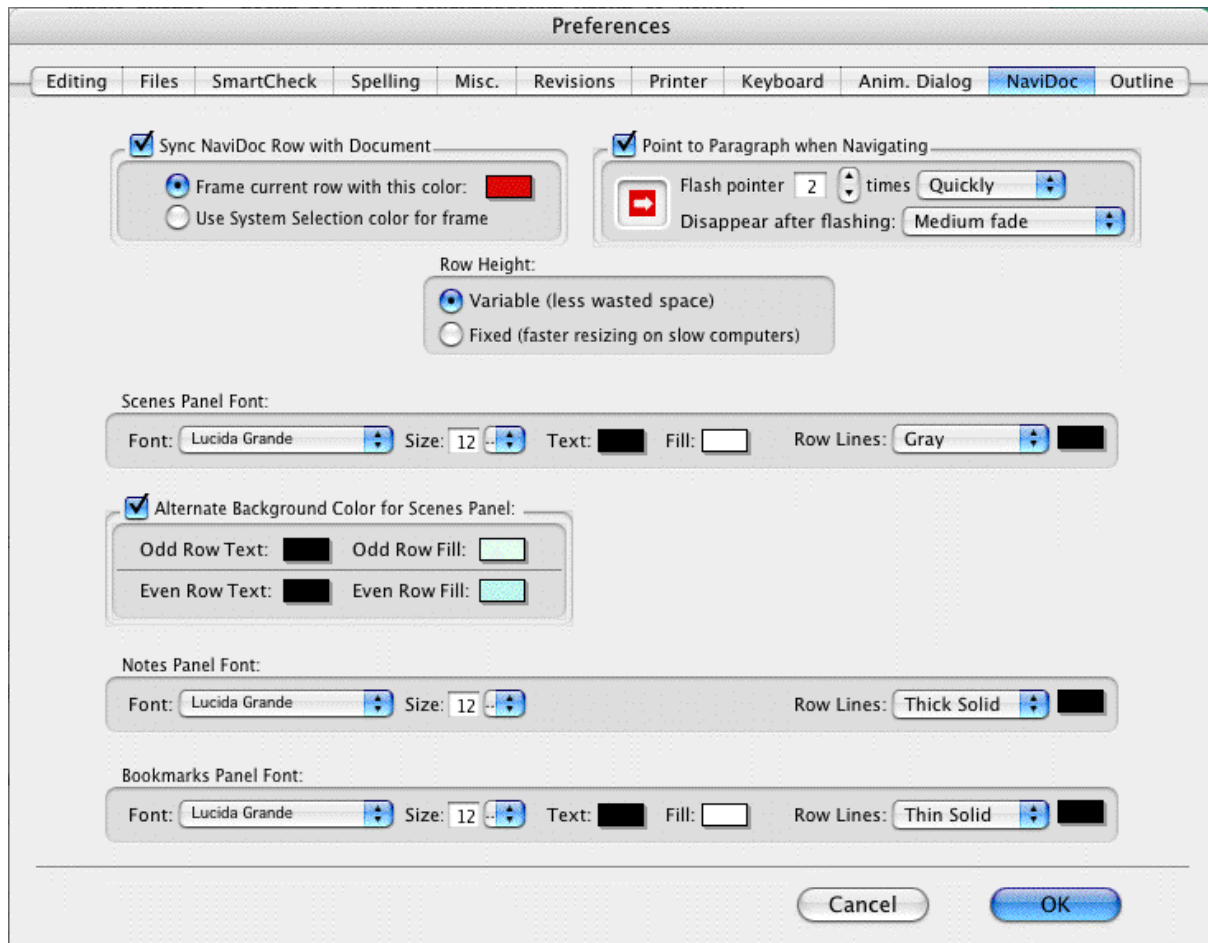 Preferences
Editing Files SmartCheck Spelling Misc. Revisions Printer Keyboard Anim. Dialog NaviDoc Outline
Sync NaviDoc Row with Document
Frame current row with this color:
Use System Selection color for frame
Point to Paragraph when Navigating
Flash pointer 2 times Quickly
Disappear after flashing: Medium fade
Row Height:
Variable (less wasted space)
Fixed (faster resizing on slow computers)
Scenes Panel Font:
Font: Lucida Grande Size: 12 Text: Fill: Row Lines: Gray
Alternate Background Color for Scenes Panel:
Odd Row Text: Odd Row Fill:
Even Row Text: Even Row Fill:
Notes Panel Font:
Font: Lucida Grande Size: 12 Row Lines: Thick Solid
Bookmarks Panel Font:
Font: Lucida Grande Size: 12 Text: Fill: Row Lines: Thin Solid
Cancel OK